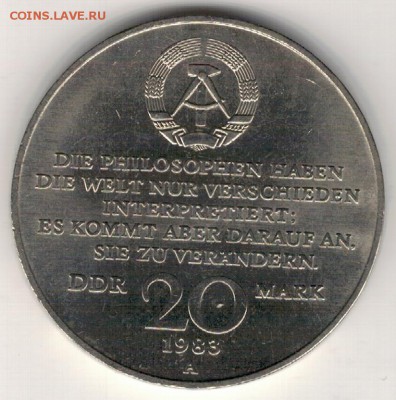 COINS.LAVE.RU
DIE PHILOSOPHEN HABEN
DIE WELT NUR VERSCHIEDEN
INTERPRETIERT;
ES KOMMT ABER DARAUF AN,
SIE ZU VERÄNDERN.
DDR 20 MARK
1983
A